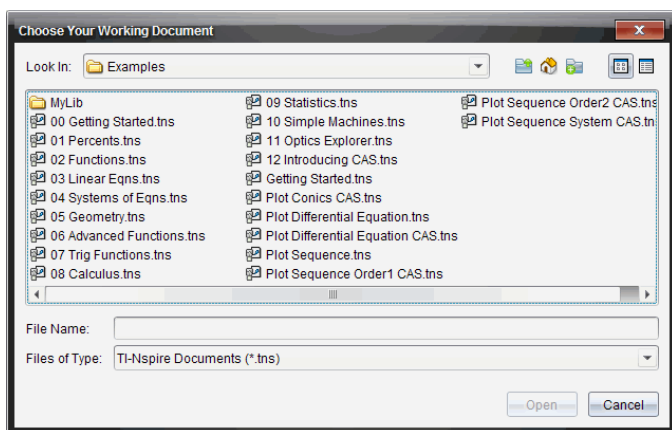 Choose Your Working Document
Look In: Examples
MyLib
00 Getting Started.tns
01 Percents.tns
02 Functions.tns
03 Linear Eqns.tns
04 Systems of Eqns.tns
05 Geometry.tns
06 Advanced Functions.tns
07 Trig Functions.tns
08 Calculus.tns
09 Statistics.tns
10 Simple Machines.tns
11 Optics Explorer.tns
12 Introducing CAS.tns
Getting Started.tns
Plot Conics CAS.tns
Plot Differential Equation.tns
Plot Differential Equation CAS.tns
Plot Sequence.tns
Plot Sequence Order1 CAS.tns
Plot Sequence Order2 CAS.tns
Plot Sequence System CAS.tn
File Name:
Files of Type: TI-Nspire Documents (*.tns)
Open Cancel